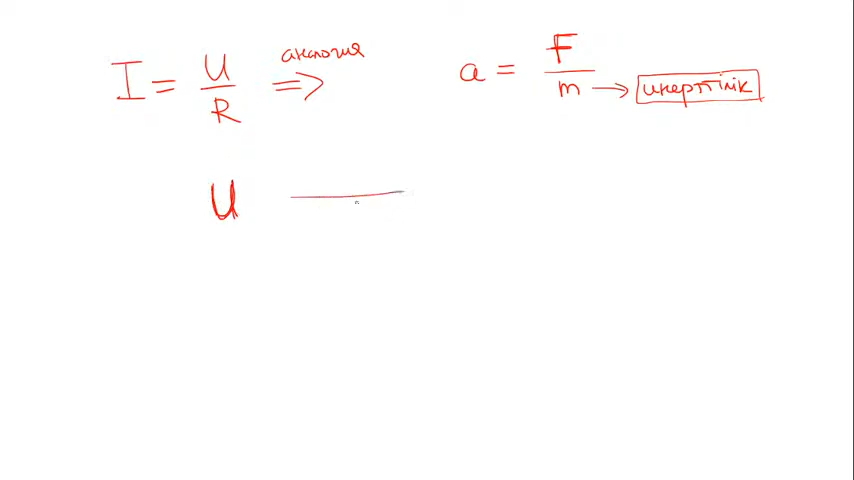 I = U/R ⇒ аналогия a = F/m → инерттілік
U